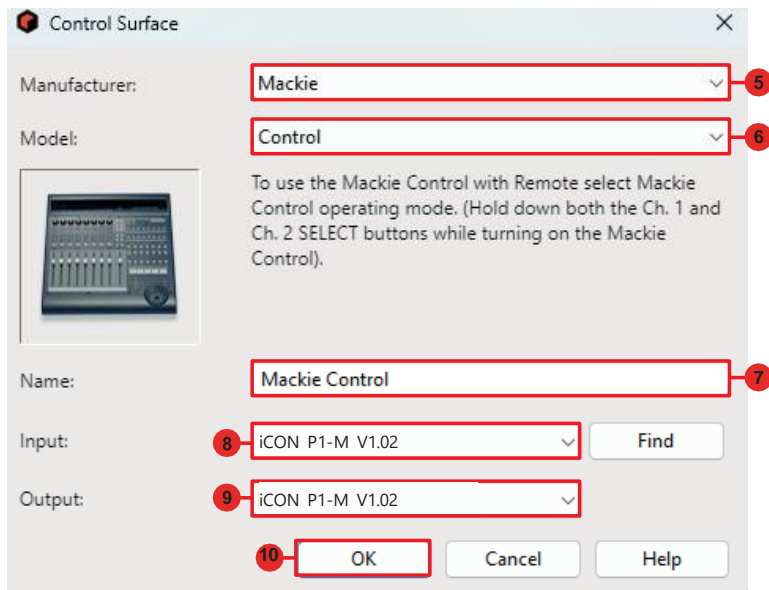 Control Surface
Manufacturer:
Mackie
5
Model:
Control
6
To use the Mackie Control with Remote select Mackie
Control operating mode. (Hold down both the Ch. 1 and
Ch. 2 SELECT buttons while turning on the Mackie
Control).
Name:
Mackie Control
7
Input:
8
iCON P1-M V1.02
Find
Output:
9
iCON P1-M V1.02
10
OK
Cancel
Help